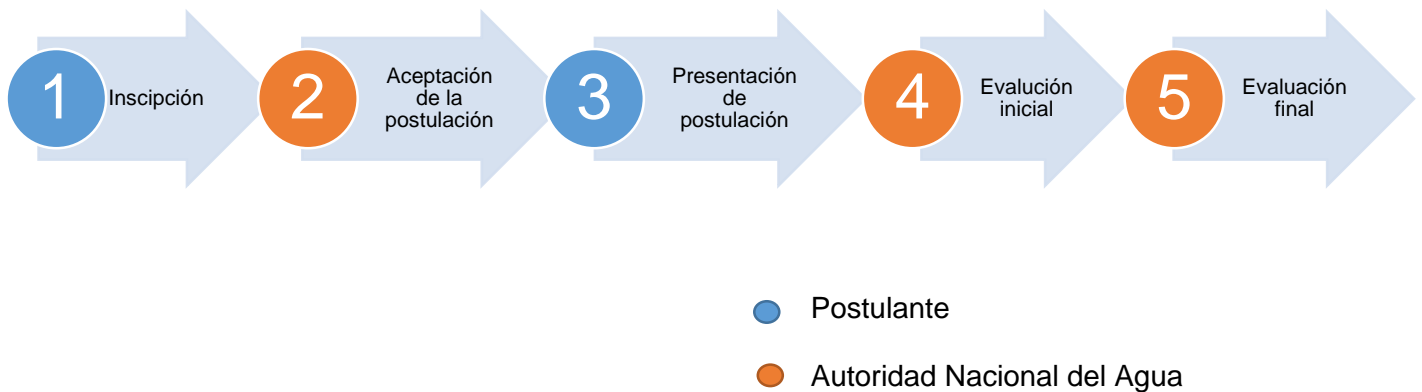 1
Inscipción
2
Aceptación
de la
postulación
3
Presentación
de
postulación
4
Evalución
inicial
5
Evaluación
final
Postulante
Autoridad Nacional del Agua